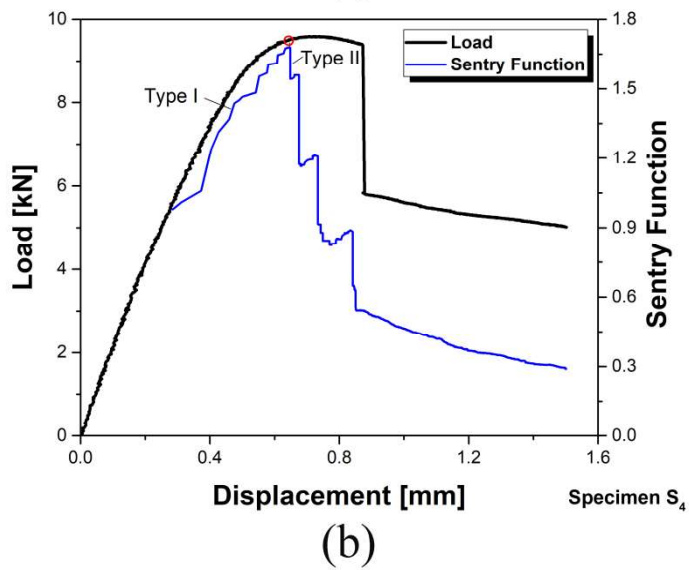 10
8
6
4
2
0
Load [kN]
1.8
1.5
1.2
0.9
0.6
0.3
0.0
Sentry Function
Load
Sentry Function
Type I
Type II
0.0 0.4 0.8 1.2 1.6
Displacement [mm]
Specimen S₄
(b)